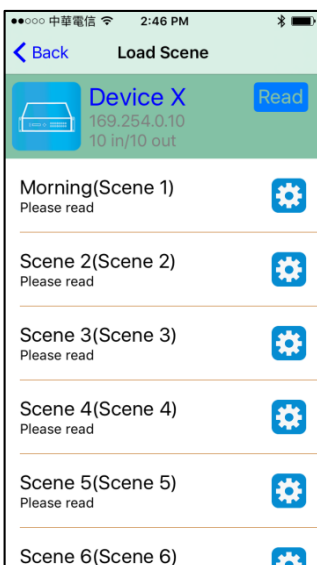 中華電信 2:46 PM
Back Load Scene
Device X Read
169.254.0.10
10 in/10 out
Morning(Scene 1)
Please read
Scene 2(Scene 2)
Please read
Scene 3(Scene 3)
Please read
Scene 4(Scene 4)
Please read
Scene 5(Scene 5)
Please read
Scene 6(Scene 6)